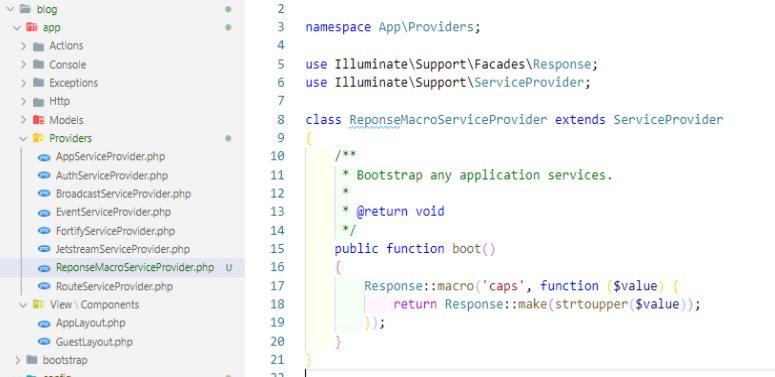 blog
app
Actions
Console
Exceptions
Http
Models
Providers
AppServiceProvider.php
AuthServiceProvider.php
BroadcastServiceProvider.php
EventServiceProvider.php
FortifyServiceProvider.php
JetstreamServiceProvider.php
ReponseMacroServiceProvider.php U
RouteServiceProvider.php
View \ Components
AppLayout.php
GuestLayout.php
bootstrap
2
3 namespace App\Providers;
4
5 use Illuminate\Support\Facades\Response;
6 use Illuminate\Support\ServiceProvider;
7
8 class ReponseMacroServiceProvider extends ServiceProvider
9 {
10 /**
11 * Bootstrap any application services.
12 *
13 * @return void
14 */
15 public function boot()
16 {
17 Response::macro('caps', function ($value) {
18 return Response::make(strtoupper($value));
19 });
20 }
21 }